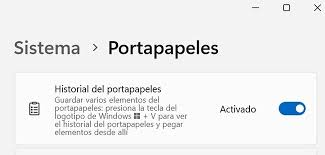 Sistema > Portapapeles
Historial del portapapeles
Guardar varios elementos del
portapapeles: presiona la tecla del
logotipo de Windows + V para ver
el historial del portapapeles y pegar
elementos desde allí
Activado